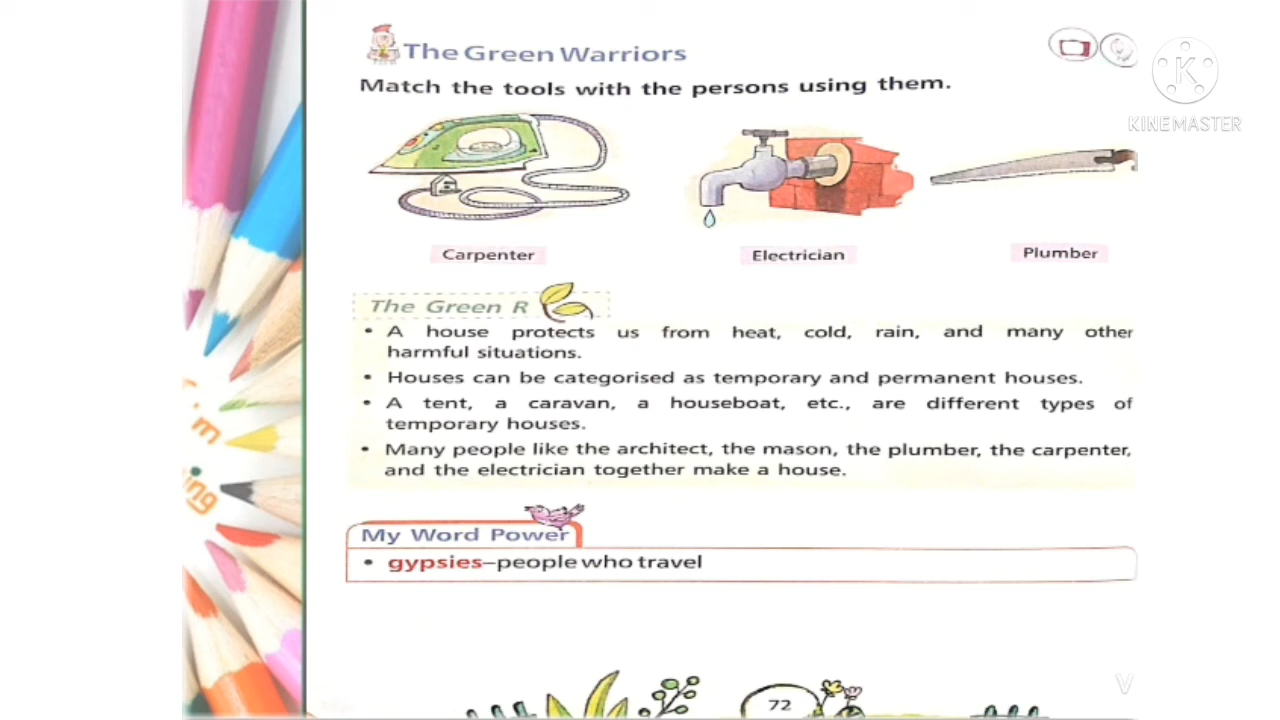 The Green Warriors
KINEMASTER
Match the tools with the persons using them.
Carpenter
Electrician
Plumber
The Green R
• A house protects us from heat, cold, rain, and many other
harmful situations.
• Houses can be categorised as temporary and permanent houses.
• A tent, a caravan, a houseboat, etc., are different types of
temporary houses.
• Many people like the architect, the mason, the plumber, the carpenter,
and the electrician together make a house.
My Word Power
• gypsies–people who travel
72